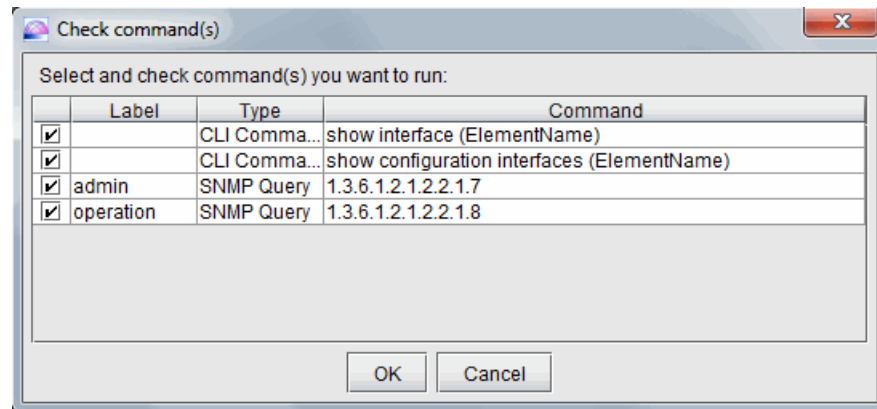 Check command(s)
Select and check command(s) you want to run:
Label Type Command
CLI Comma... show interface (ElementName)
CLI Comma... show configuration interfaces (ElementName)
admin SNMP Query 1.3.6.1.2.1.2.2.1.7
operation SNMP Query 1.3.6.1.2.1.2.2.1.8
OK Cancel